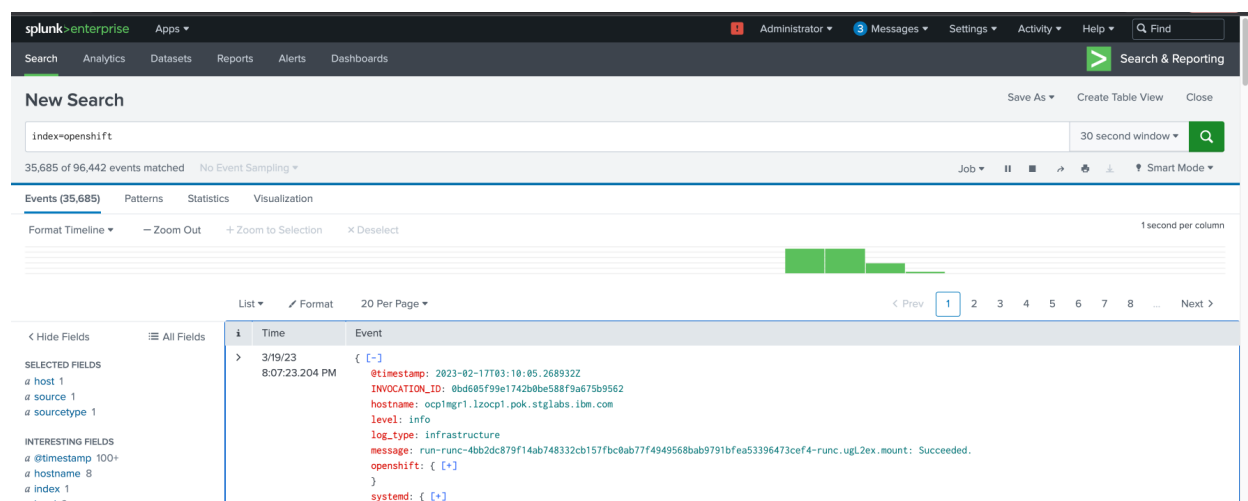 splunk>enterprise Apps
! Administrator 3 Messages Settings Activity Help Find
Search Analytics Datasets Reports Alerts Dashboards > Search & Reporting
New Search Save As Create Table View Close
index=openshift 30 second window
35,685 of 96,442 events matched No Event Sampling Job Smart Mode
Events (35,685) Patterns Statistics Visualization
Format Timeline — Zoom Out + Zoom to Selection × Deselect 1 second per column
List Format 20 Per Page < Prev 1 2 3 4 5 6 7 8 ... Next >
< Hide Fields All Fields i Time Event
SELECTED FIELDS
a host 1
a source 1
a sourcetype 1
INTERESTING FIELDS
a @timestamp 100+
a hostname 8
a index 1
> 3/19/23
8:07:23.204 PM
{ [-]
@timestamp: 2023-02-17T03:10:05.268932Z
INVOCATION_ID: 0bd605f99e1742b0be588f9a675b9562
hostname: ocp1mgr1.lzocp1.pok.stglabs.ibm.com
level: info
log_type: infrastructure
message: run-runc-4bb2dc879f14ab748332cb157fbc0ab77f4949568bab9791bfea53396473cef4-runc.ugL2ex.mount: Succeeded.
openshift: { [+]
}
systemd: { [+]